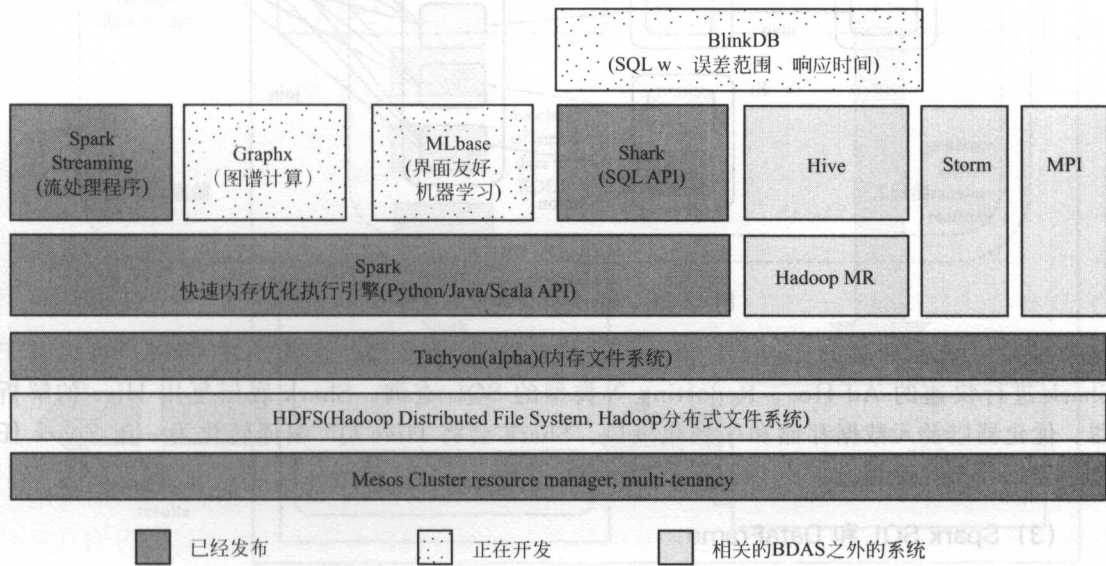 BlinkDB
(SQL w、误差范围、响应时间)
Spark
Streaming
(流处理程序)
Graphx
(图谱计算)
MLbase
(界面友好,
机器学习)
Shark
(SQL API)
Hive
Storm
MPI
Spark
快速内存优化执行引擎(Python/Java/Scala API)
Hadoop MR
Tachyon(alpha)(内存文件系统)
HDFS(Hadoop Distributed File System, Hadoop分布式文件系统)
Mesos Cluster resource manager, multi-tenancy
已经发布
正在开发
相关的BDAS之外的系统